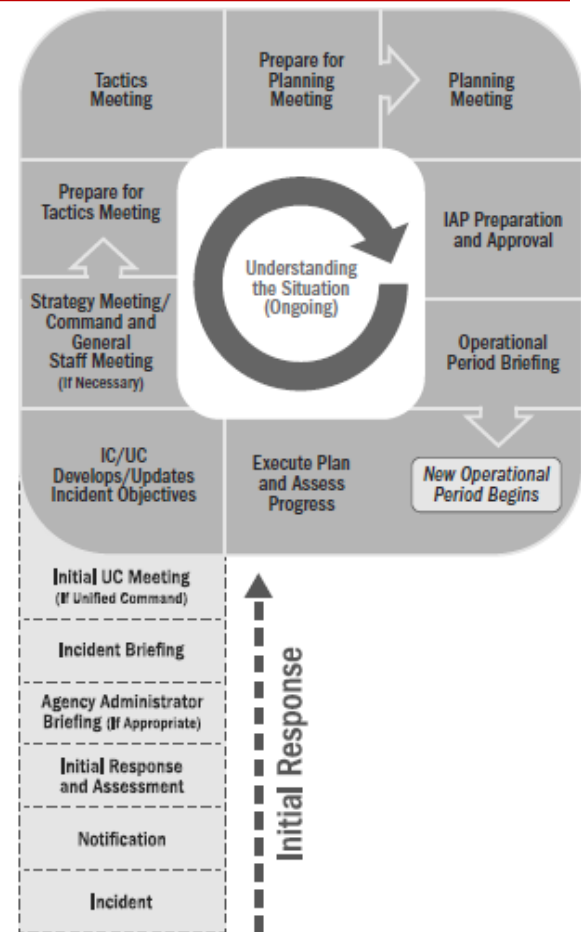 Tactics
Meeting
Prepare for
Planning
Meeting
Planning
Meeting
Prepare for
Tactics Meeting
Understanding
the Situation
(Ongoing)
IAP Preparation
and Approval
Strategy Meeting/
Command and
General
Staff Meeting
(If Necessary)
Operational
Period Briefing
IC/UC
Develops/Updates
Incident Objectives
Execute Plan
and Assess
Progress
New Operational
Period Begins
Initial UC Meeting
(If Unified Command)
Incident Briefing
Agency Administrator
Briefing (If Appropriate)
Initial Response
and Assessment
Notification
Incident
Initial Response